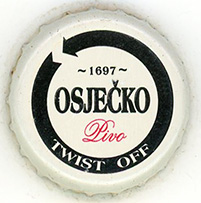 ~1697~
OSJEČKO
Pivo
TWIST OFF